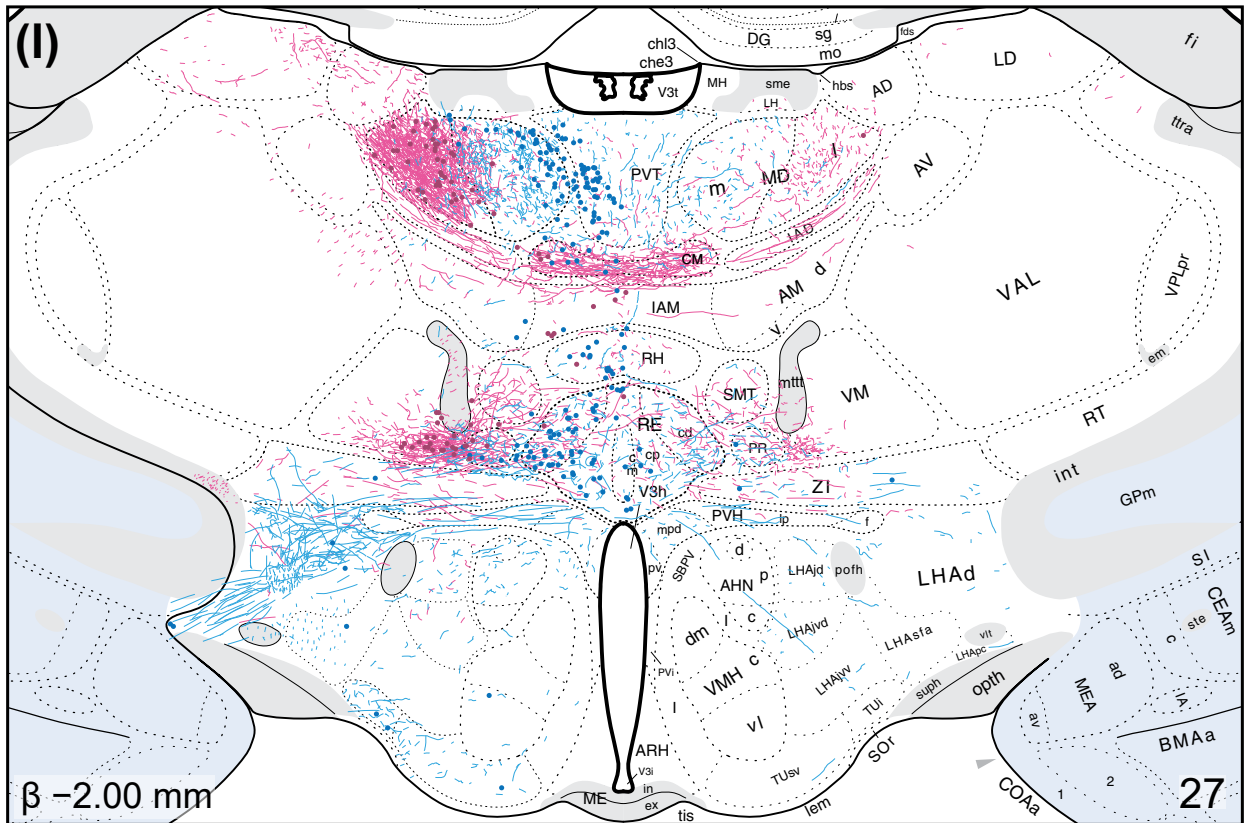 (l)
DG
sg
mo
fds
fi
chl3
che3
V3t
MH
sme
LH
hbs
AD
LD
ttra
PVT
m
MD
l
AV
IAD
CM
IAM
AM
d
v
VAL
VPLpr
em
RH
SMT
mtt
VM
RT
RE
cd
c
cp
m
PR
ZI
int
V3h
PVH
ip
f
GPm
mpd
pv
SBPV
d
AHN
p
LHAjd
pofh
LHAd
SI
CEAm
ste
c
l
c
dm
LHAjvd
LHAsfa
vlt
LHApc
PVi
VMH
c
LHAjvv
suph
opth
MEA
ad
IA
l
vl
TUi
av
BMAa
ARH
SOr
V3i
TUsv
ME
in
ex
tis
lem
COAa
1
2
β −2.00 mm
27